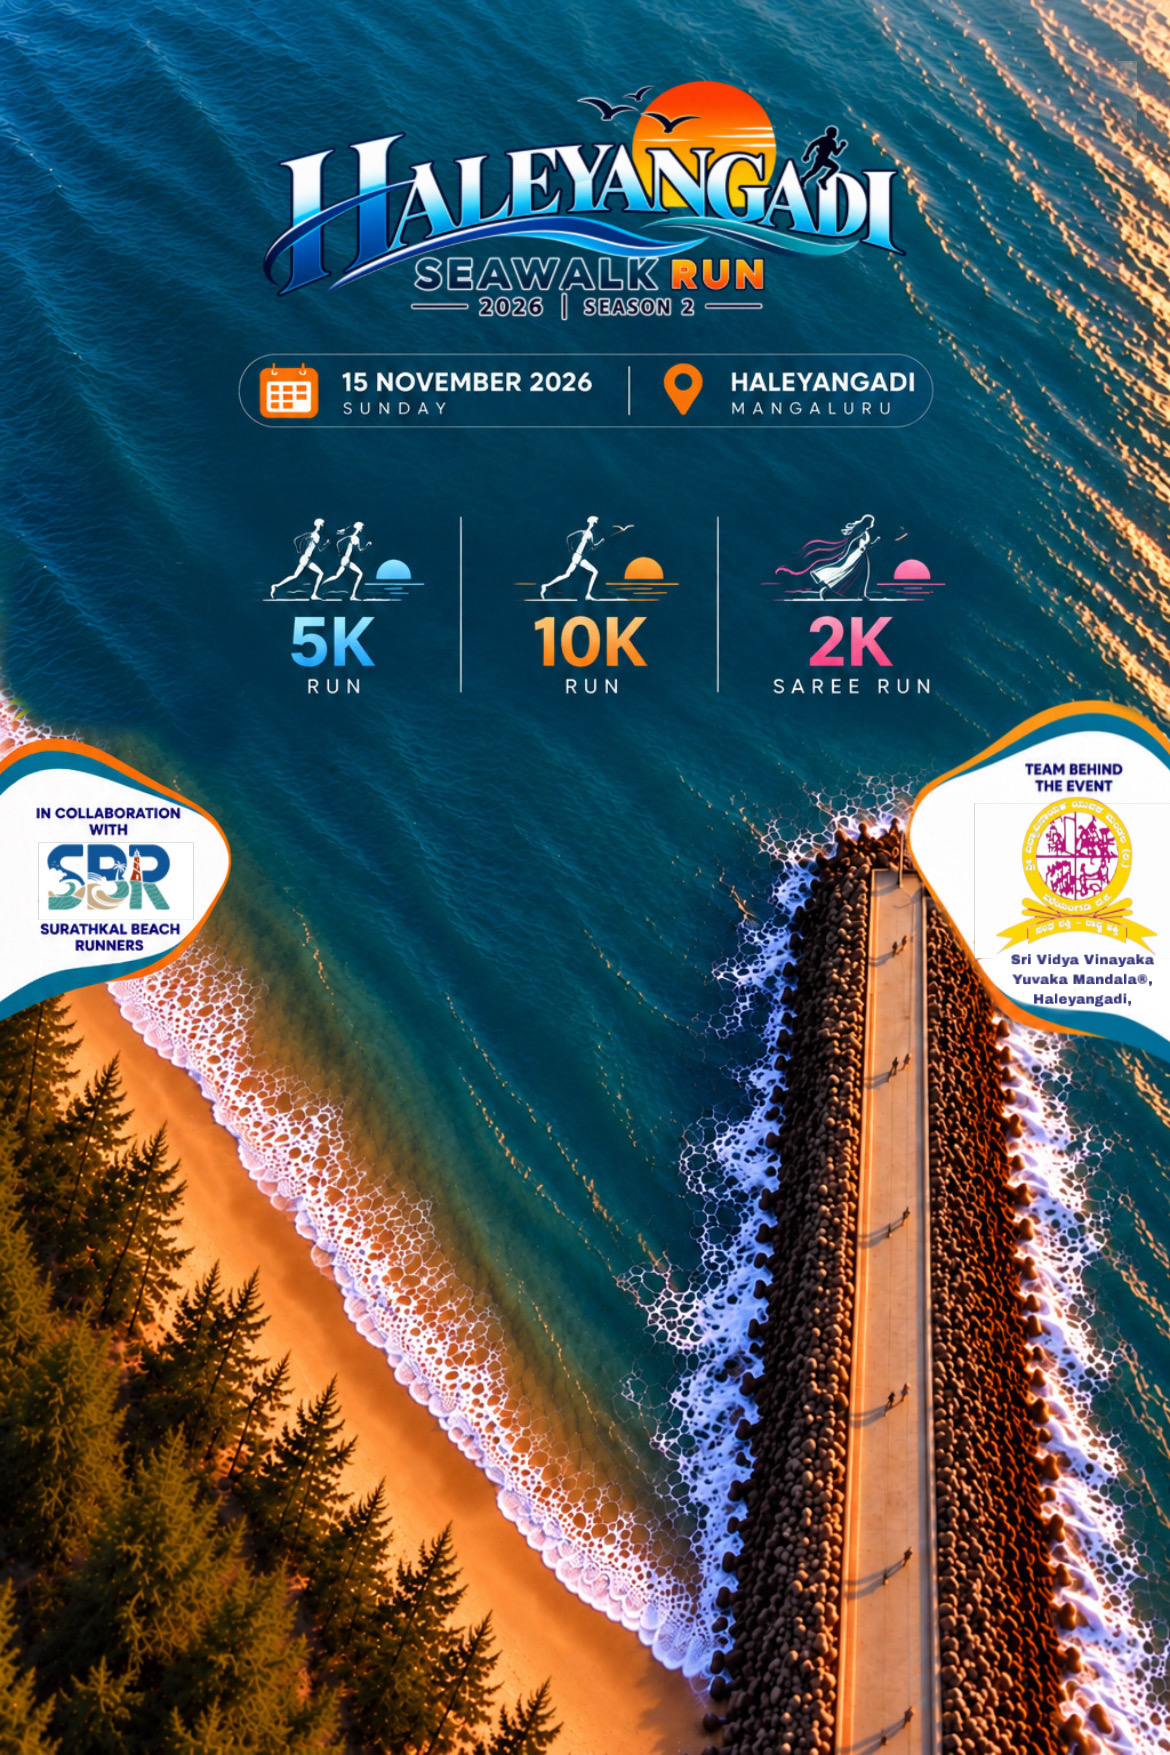 HALEYANGADI
SEAWALK RUN
2026 | SEASON 2
15 NOVEMBER 2026
SUNDAY
HALEYANGADI
MANGALURU
5K
RUN
10K
RUN
2K
SAREE RUN
IN COLLABORATION
WITH
SBR
SURATHKAL BEACH
RUNNERS
TEAM BEHIND
THE EVENT
Sri Vidya Vinayaka
Yuvaka Mandala®,
Haleyangadi,